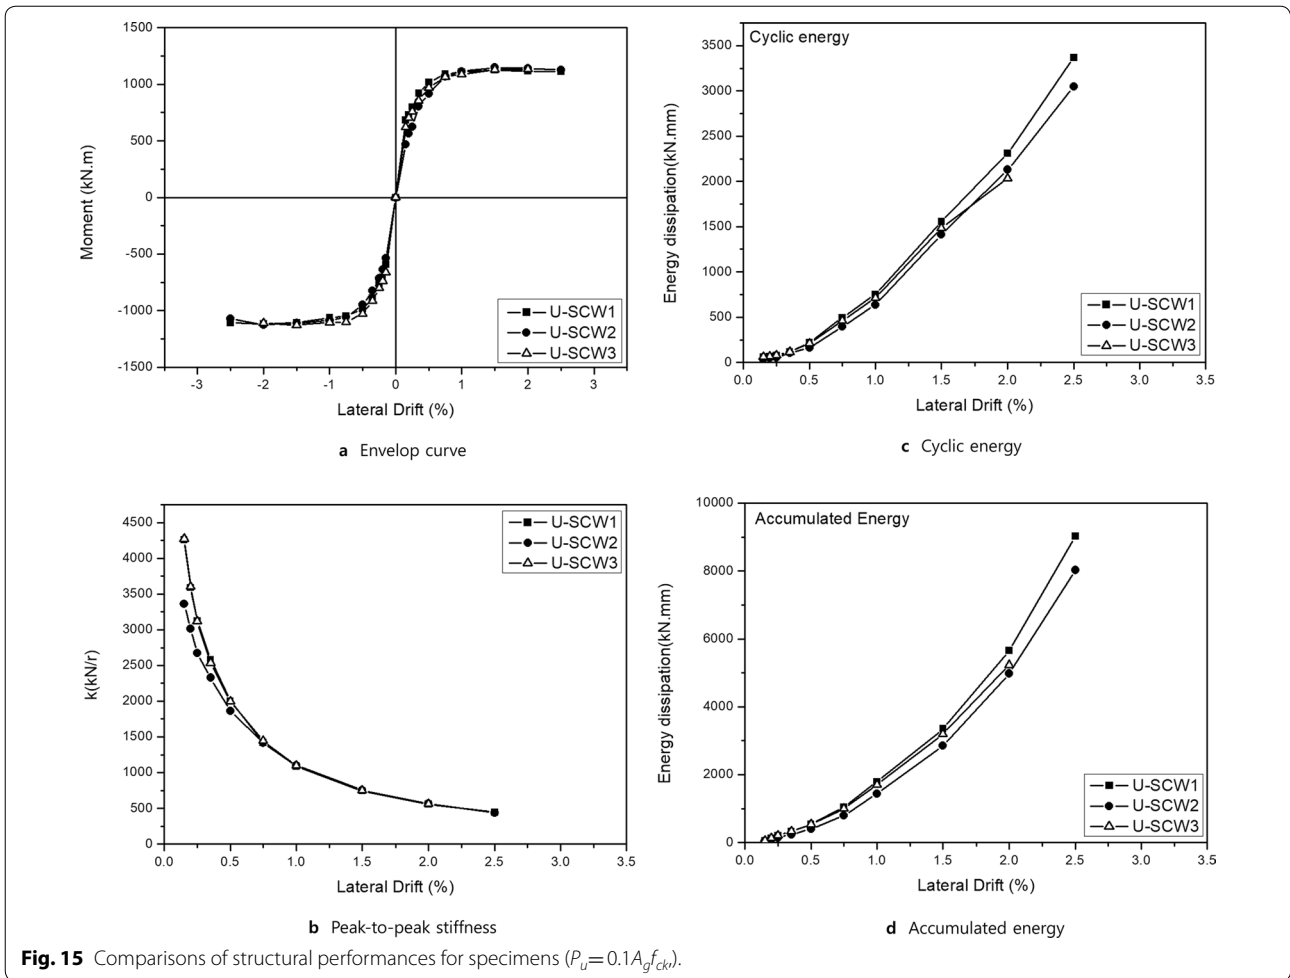 1500
1000
500
0
-500
-1000
-1500
Moment (kN.m)
-3 -2 -1 0 1 2 3
Lateral Drift (%)
U-SCW1
U-SCW2
U-SCW3
a Envelop curve
Cyclic energy
3500
3000
2500
2000
1500
1000
500
0
Energy dissipation(kN.mm)
0.0 0.5 1.0 1.5 2.0 2.5 3.0 3.5
Lateral Drift (%)
U-SCW1
U-SCW2
U-SCW3
c Cyclic energy
4500
4000
3500
3000
2500
2000
1500
1000
500
0
k(kN/r)
0.0 0.5 1.0 1.5 2.0 2.5 3.0 3.5
Lateral Drift (%)
U-SCW1
U-SCW2
U-SCW3
b Peak-to-peak stiffness
Accumulated Energy
10000
8000
6000
4000
2000
0
Energy dissipation(kN.mm)
0.0 0.5 1.0 1.5 2.0 2.5 3.0 3.5
Lateral Drift (%)
U-SCW1
U-SCW2
U-SCW3
d Accumulated energy
Fig. 15 Comparisons of structural performances for specimens (Pu=0.1Agfck,).